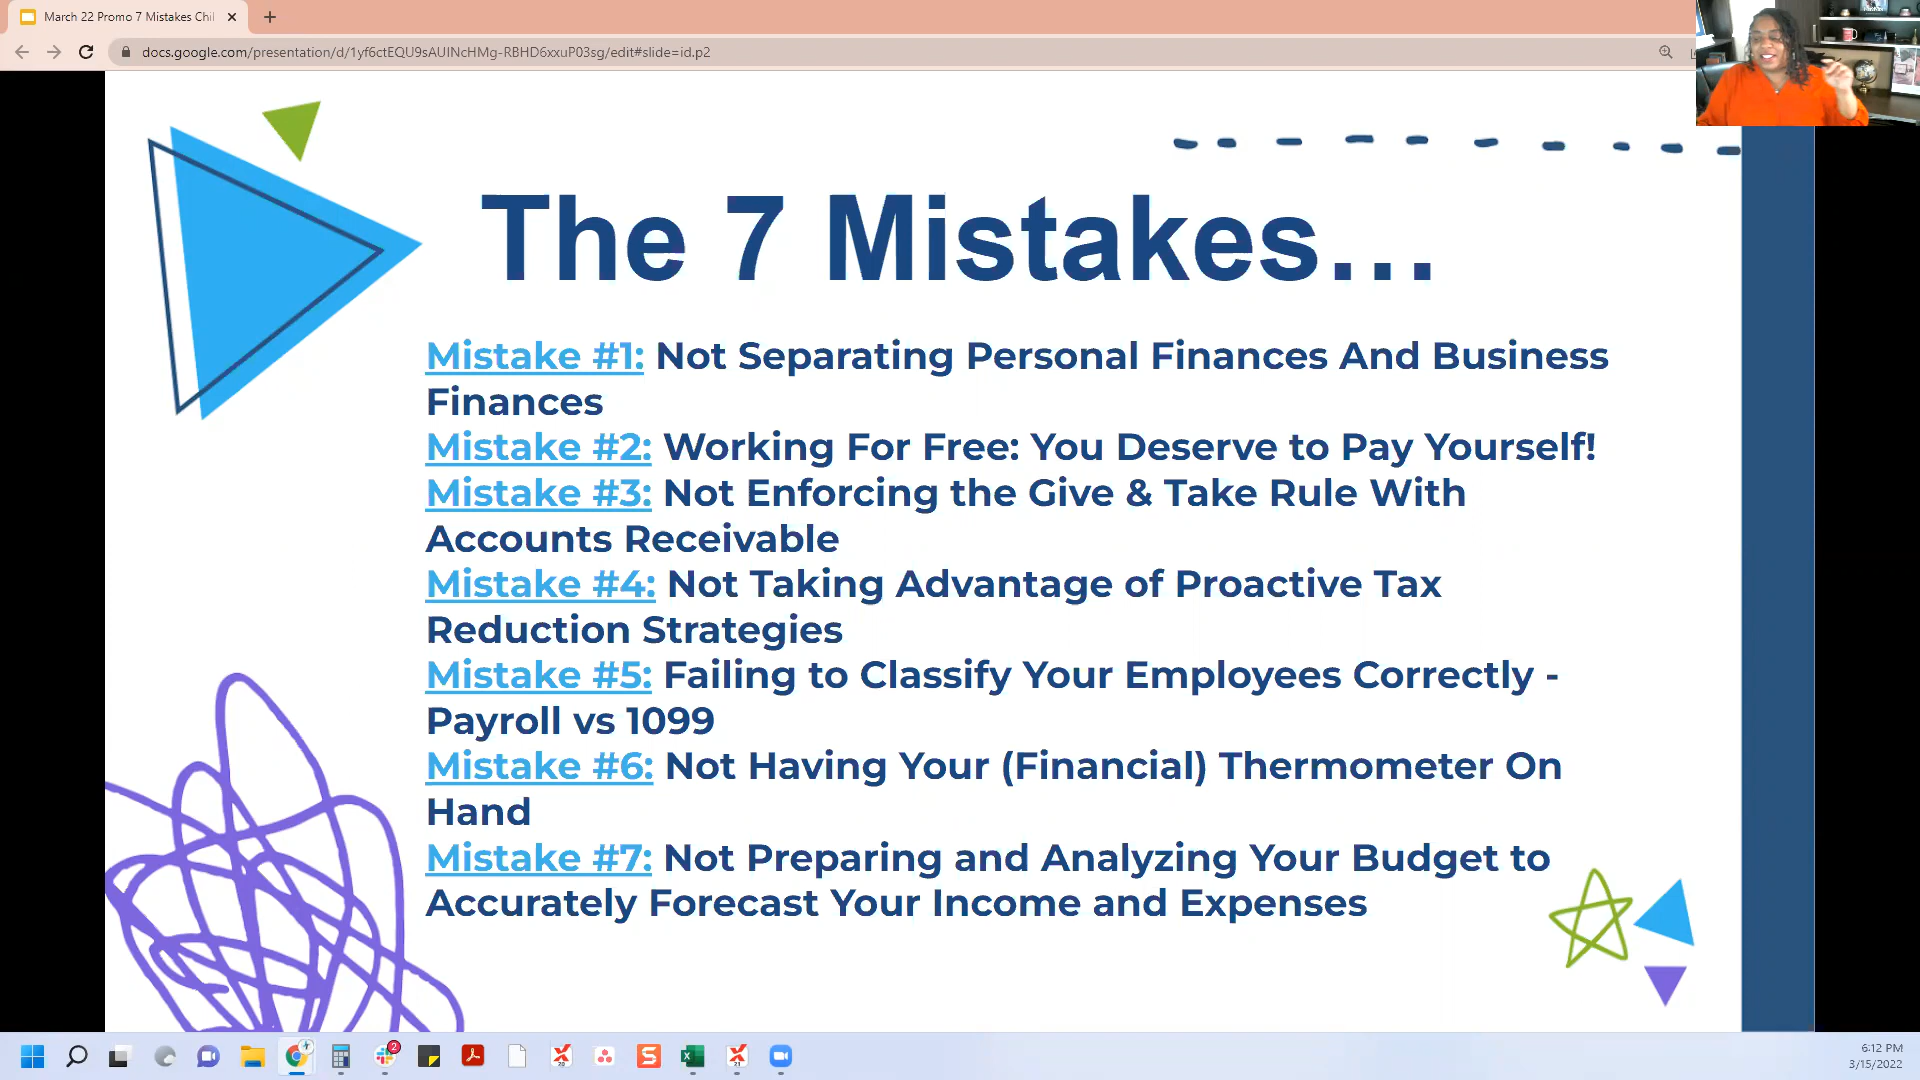 March 22 Promo 7 Mistakes Chi
docs.google.com/presentation/d/1yf6ctEQU9sAUlNcHMg-RBHD6xxuP03sg/edit#slide=id.p2
The 7 Mistakes...
Mistake #1: Not Separating Personal Finances And Business
Finances
Mistake #2: Working For Free: You Deserve to Pay Yourself!
Mistake #3: Not Enforcing the Give & Take Rule With
Accounts Receivable
Mistake #4: Not Taking Advantage of Proactive Tax
Reduction Strategies
Mistake #5: Failing to Classify Your Employees Correctly -
Payroll vs 1099
Mistake #6: Not Having Your (Financial) Thermometer On
Hand
Mistake #7: Not Preparing and Analyzing Your Budget to
Accurately Forecast Your Income and Expenses
2
6:12 PM
3/15/2022